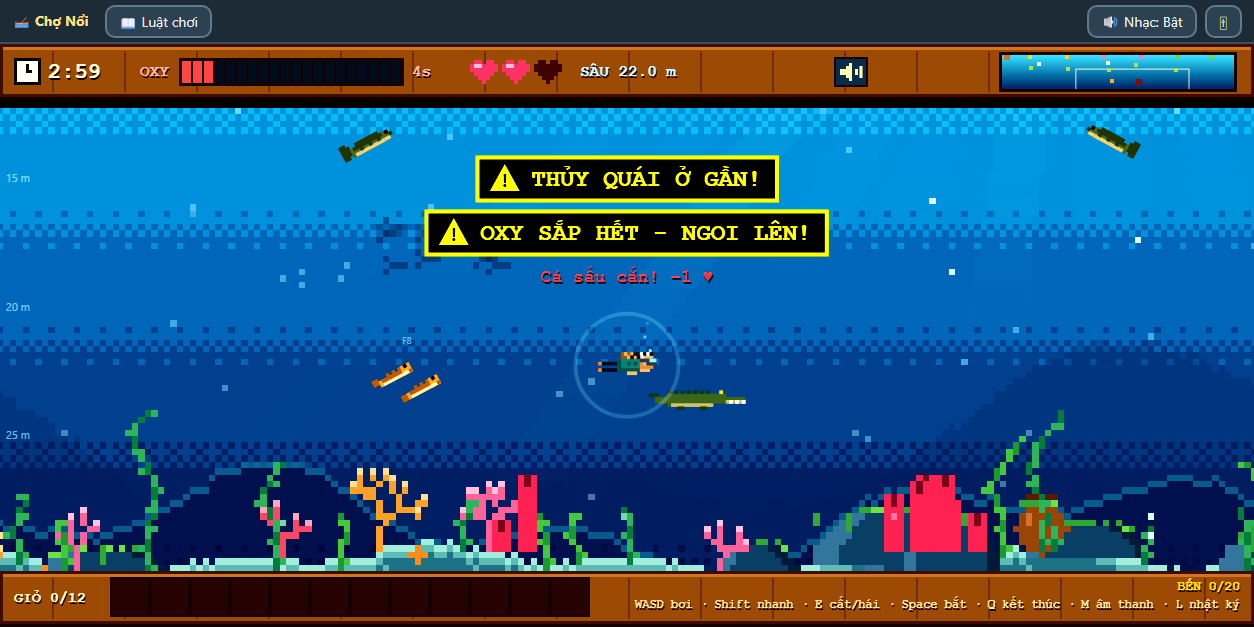 Chợ Nổi
Luật chơi
Nhạc: Bật
2:59
OXY
4s
SÂU 22.0 m
15 m
THỦY QUÁI Ở GẦN!
OXY SẮP HẾT - NGOI LÊN!
Cá sấu cắn! -1 ♥
20 m
F8
25 m
GIỎ 0/12
BẾN 0/20
WASD bơi · Shift nhanh · E cất/hái · Space bắt · Q kết thúc · M âm thanh · L nhật ký